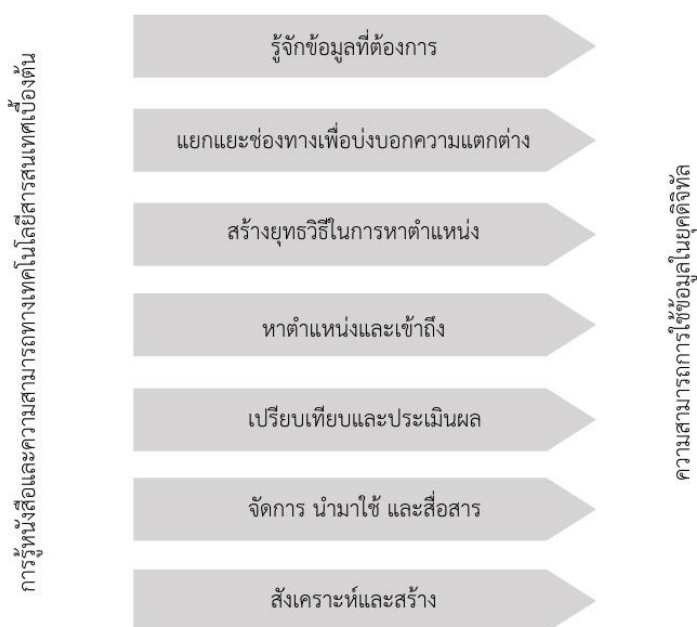 การรู้หนังสือและความสามารถทางเทคโนโลยีสารสนเทศเบื้องต้น
รู้จักข้อมูลที่ต้องการ
แยกแยะช่องทางเพื่อบ่งบอกความแตกต่าง
สร้างยุทธวิธีในการหาตำแหน่ง
หาตำแหน่งและเข้าถึง
เปรียบเทียบและประเมินผล
จัดการ นำมาใช้ และสื่อสาร
สังเคราะห์และสร้าง
ความสามารถการใช้ข้อมูลในยุคดิจิทัล